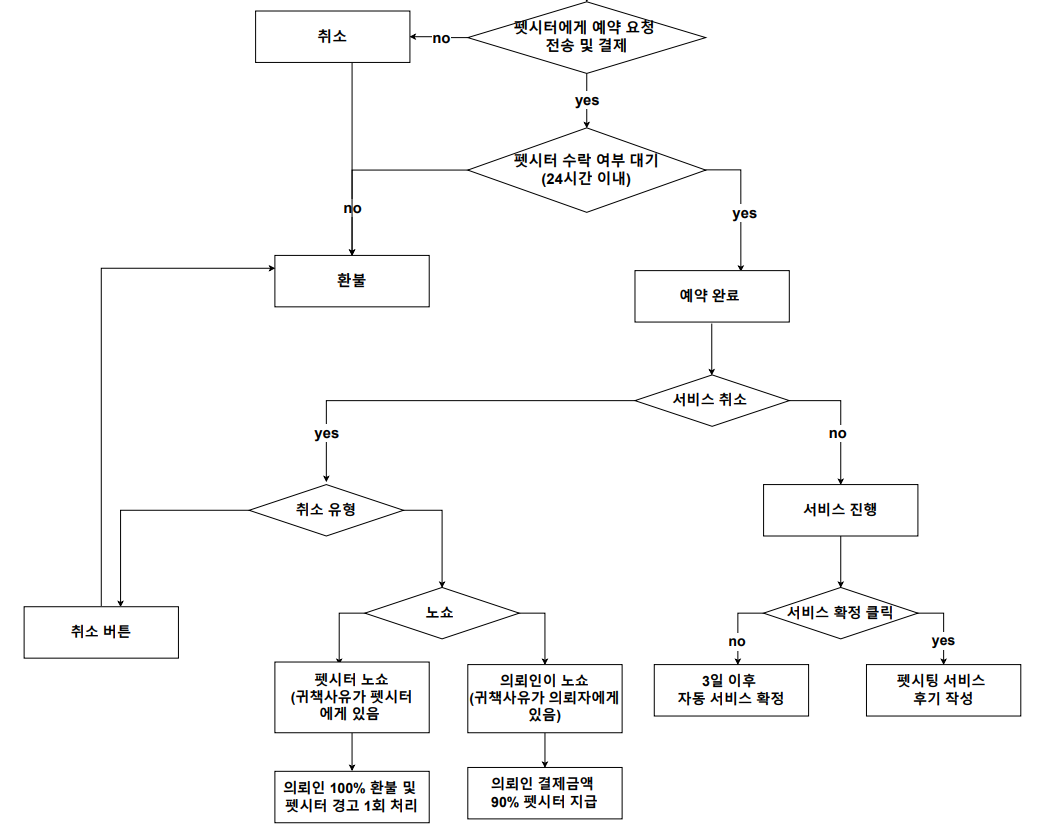 취소
no
펫시터에게 예약 요청
전송 및 결제
yes
펫시터 수락 여부 대기
(24시간 이내)
no
yes
환불
예약 완료
서비스 취소
yes
no
취소 유형
서비스 진행
취소 버튼
노쇼
서비스 확정 클릭
no
yes
펫시터 노쇼
(귀책사유가 펫시터
에게 있음
의뢰인이 노쇼
(귀책사유가 의뢰자에게
있음)
3일 이후
자동 서비스 확정
펫시팅 서비스
후기 작성
의뢰인 100% 환불 및
펫시터 경고 1회 처리
의뢰인 결제금액
90% 펫시터 지급